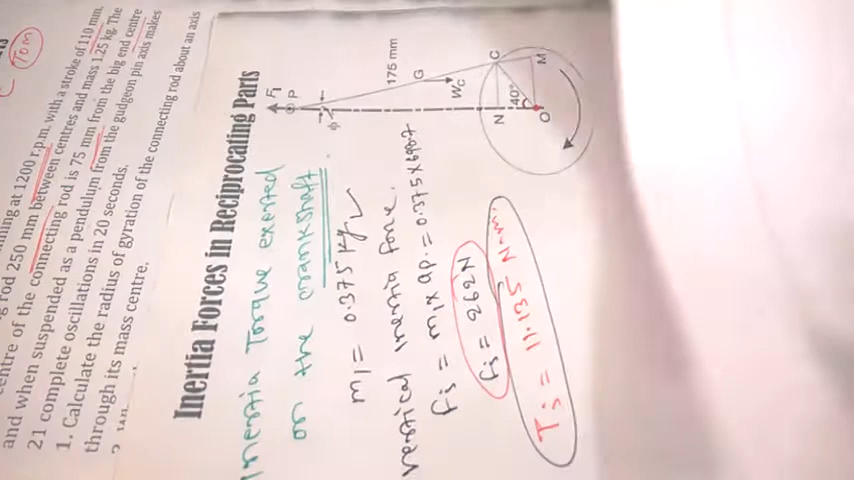 Tom
ning at 1200 r.p.m. with a stroke of 110 mm.
rod 250 mm between centres and mass 1.25 kg. The
entre of the connecting rod is 75 mm from the big end centre
and when suspended as a pendulum from the gudgeon pin axis makes
21 complete oscillations in 20 seconds.
1. Calculate the radius of gyration of the connecting rod about an axis
through its mass centre.
Inertia Forces in Reciprocating Parts
Inertia Torque exerted
on the crankshaft.
m1 = 0.375 kg
vertical inertia force.
Fi = m1 x ap. = 0.375 x 698.7
Fi = 262 N
Ti = 11.135 N-m.
FI
P
φ
175 mm
G
WC
C
M
N
40°
O